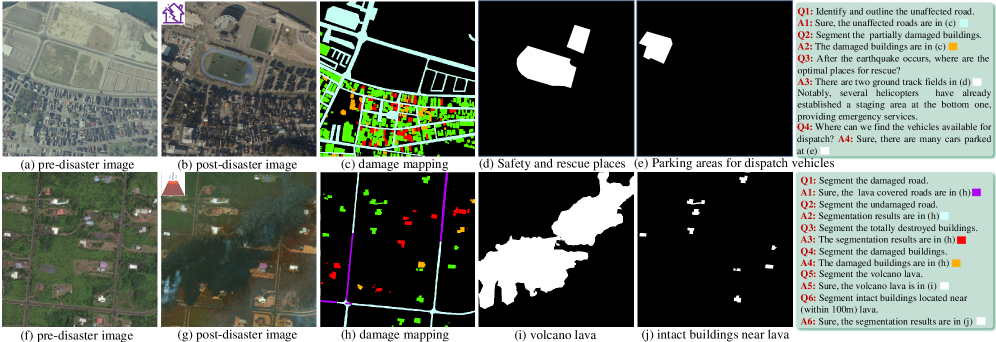 (a) pre-disaster image
(b) post-disaster image
(c) damage mapping
(d) Safety and rescue places
(e) Parking areas for dispatch vehicles
Q1: Identify and outline the unaffected road.
A1: Sure, the unaffected roads are in (c)
Q2: Segment the partially damaged buildings.
A2: The damaged buildings are in (c)
Q3: After the earthquake occurs, where are the
optimal places for rescue?
A3: There are two ground track fields in (d)
Notably, several helicopters have already
established a staging area at the bottom one,
providing emergency services.
Q4: Where can we find the vehicles available for
dispatch? A4: Sure, there are many cars parked
at (e)
(f) pre-disaster image
(g) post-disaster image
(h) damage mapping
(i) volcano lava
(j) intact buildings near lava
Q1: Segment the damaged road.
A1: Sure, the lava covered roads are in (h)
Q2: Segment the undamaged road.
A2: Segmentation results are in (h)
Q3: Segment the totally destroyed buildings.
A3: The segmentation results are in (h)
Q4: Segment the damaged buildings.
A4: The damaged buildings are in (h)
Q5: Segment the volcano lava.
A5: Sure, the volcano lava is in (i)
Q6: Segment intact buildings located near
(within 100m) lava.
A6: Sure, the segmentation results are in (j)